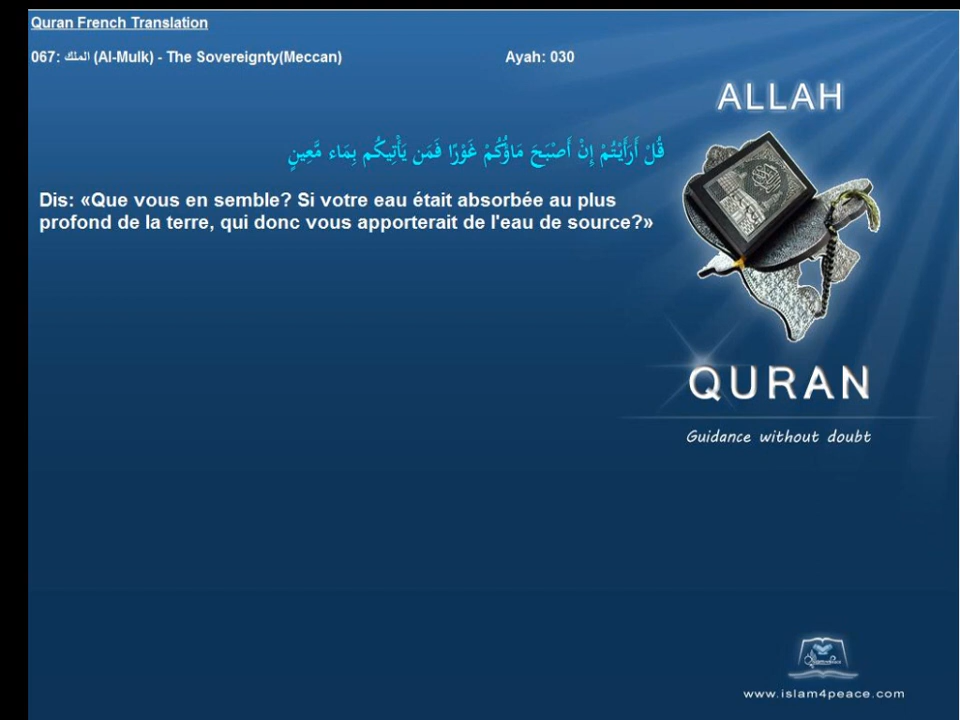 Quran French Translation
067: الملك (Al-Mulk) - The Sovereignty(Meccan)
Ayah: 030
ALLAH
قُلْ أَرَأَيْتُمْ إِنْ أَصْبَحَ مَاؤُكُمْ غَوْرًا فَمَن يَأْتِيكُم بِمَاء مَّعِينٍ
Dis: «Que vous en semble? Si votre eau était absorbée au plus
profond de la terre, qui donc vous apporterait de l'eau de source?»
QURAN
Guidance without doubt
www.islam4peace.com